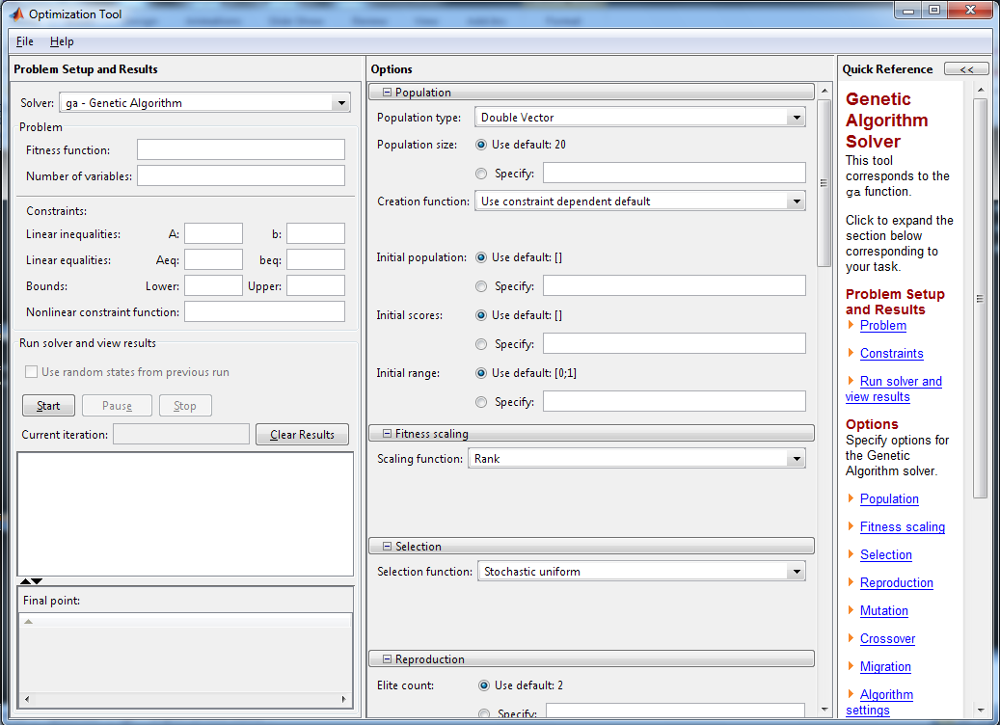 Optimization Tool
File Help
Problem Setup and Results
Solver: ga - Genetic Algorithm
Problem
Fitness function:
Number of variables:
Constraints:
Linear inequalities: A: b:
Linear equalities: Aeq: beq:
Bounds: Lower: Upper:
Nonlinear constraint function:
Run solver and view results
Use random states from previous run
Start Pause Stop
Current iteration: Clear Results
Final point:
Options
Population
Population type: Double Vector
Population size: Use default: 20
Specify:
Creation function: Use constraint dependent default
Initial population: Use default: []
Specify:
Initial scores: Use default: []
Specify:
Initial range: Use default: [0;1]
Specify:
Fitness scaling
Scaling function: Rank
Selection
Selection function: Stochastic uniform
Reproduction
Elite count: Use default: 2
Specify:
Quick Reference <<
Genetic
Algorithm
Solver
This tool
corresponds to the
ga function.
Click to expand the
section below
corresponding to
your task.
Problem Setup
and Results
Problem
Constraints
Run solver and
view results
Options
Specify options for
the Genetic
Algorithm solver.
Population
Fitness scaling
Selection
Reproduction
Mutation
Crossover
Migration
Algorithm
settings